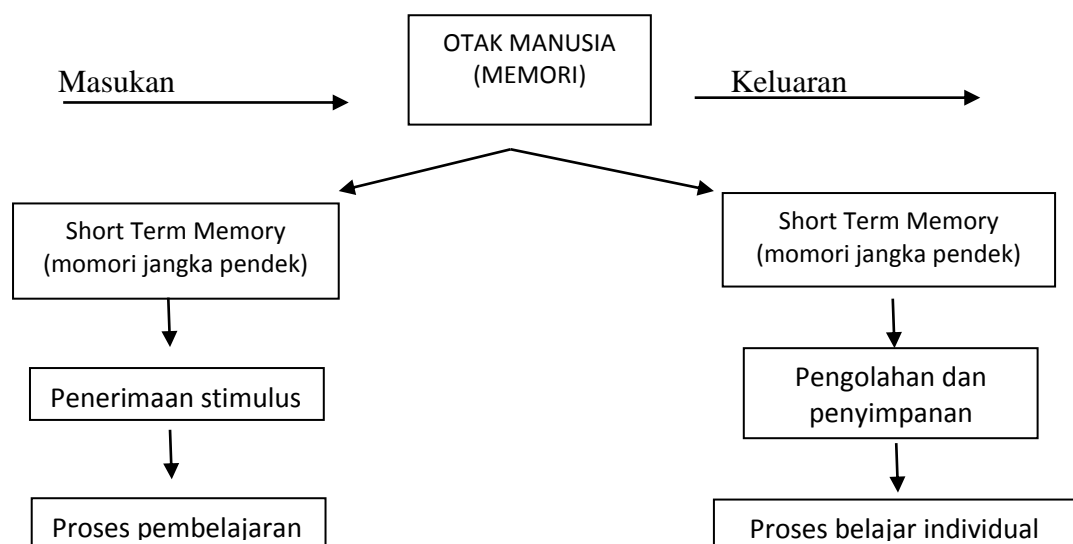 OTAK MANUSIA
(MEMORI)
Masukan
Keluaran
Short Term Memory
(momori jangka pendek)
Short Term Memory
(momori jangka pendek)
Penerimaan stimulus
Pengolahan dan
penyimpanan
Proses pembelajaran
Proses belajar individual